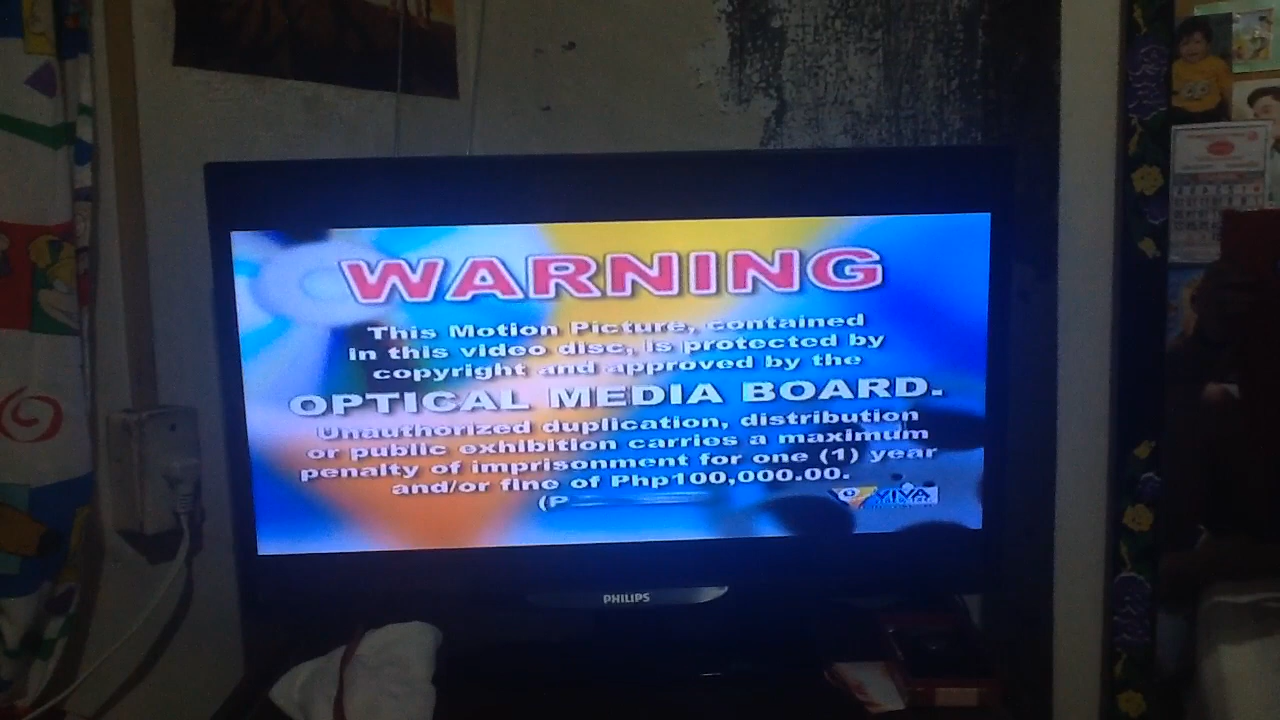 WARNING
This Motion Picture, contained
in this video disc, is protected by
copyright and approved by the
OPTICAL MEDIA BOARD.
Unauthorized duplication, distribution
or public exhibition carries a maximum
penalty of imprisonment for one (1) year
and/or fine of Php100,000.00.
(P
VIVA
PHILIPS